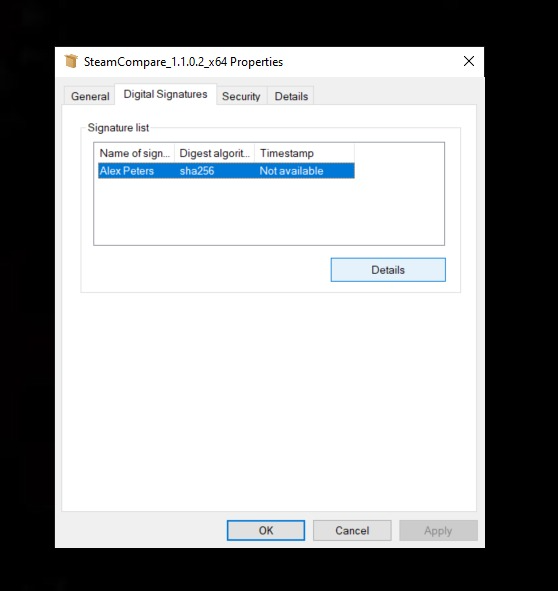 SteamCompare_1.1.0.2_x64 Properties
General Digital Signatures Security Details
Signature list
Name of sign... Digest algorit... Timestamp
Alex Peters sha256 Not available
Details
OK Cancel Apply